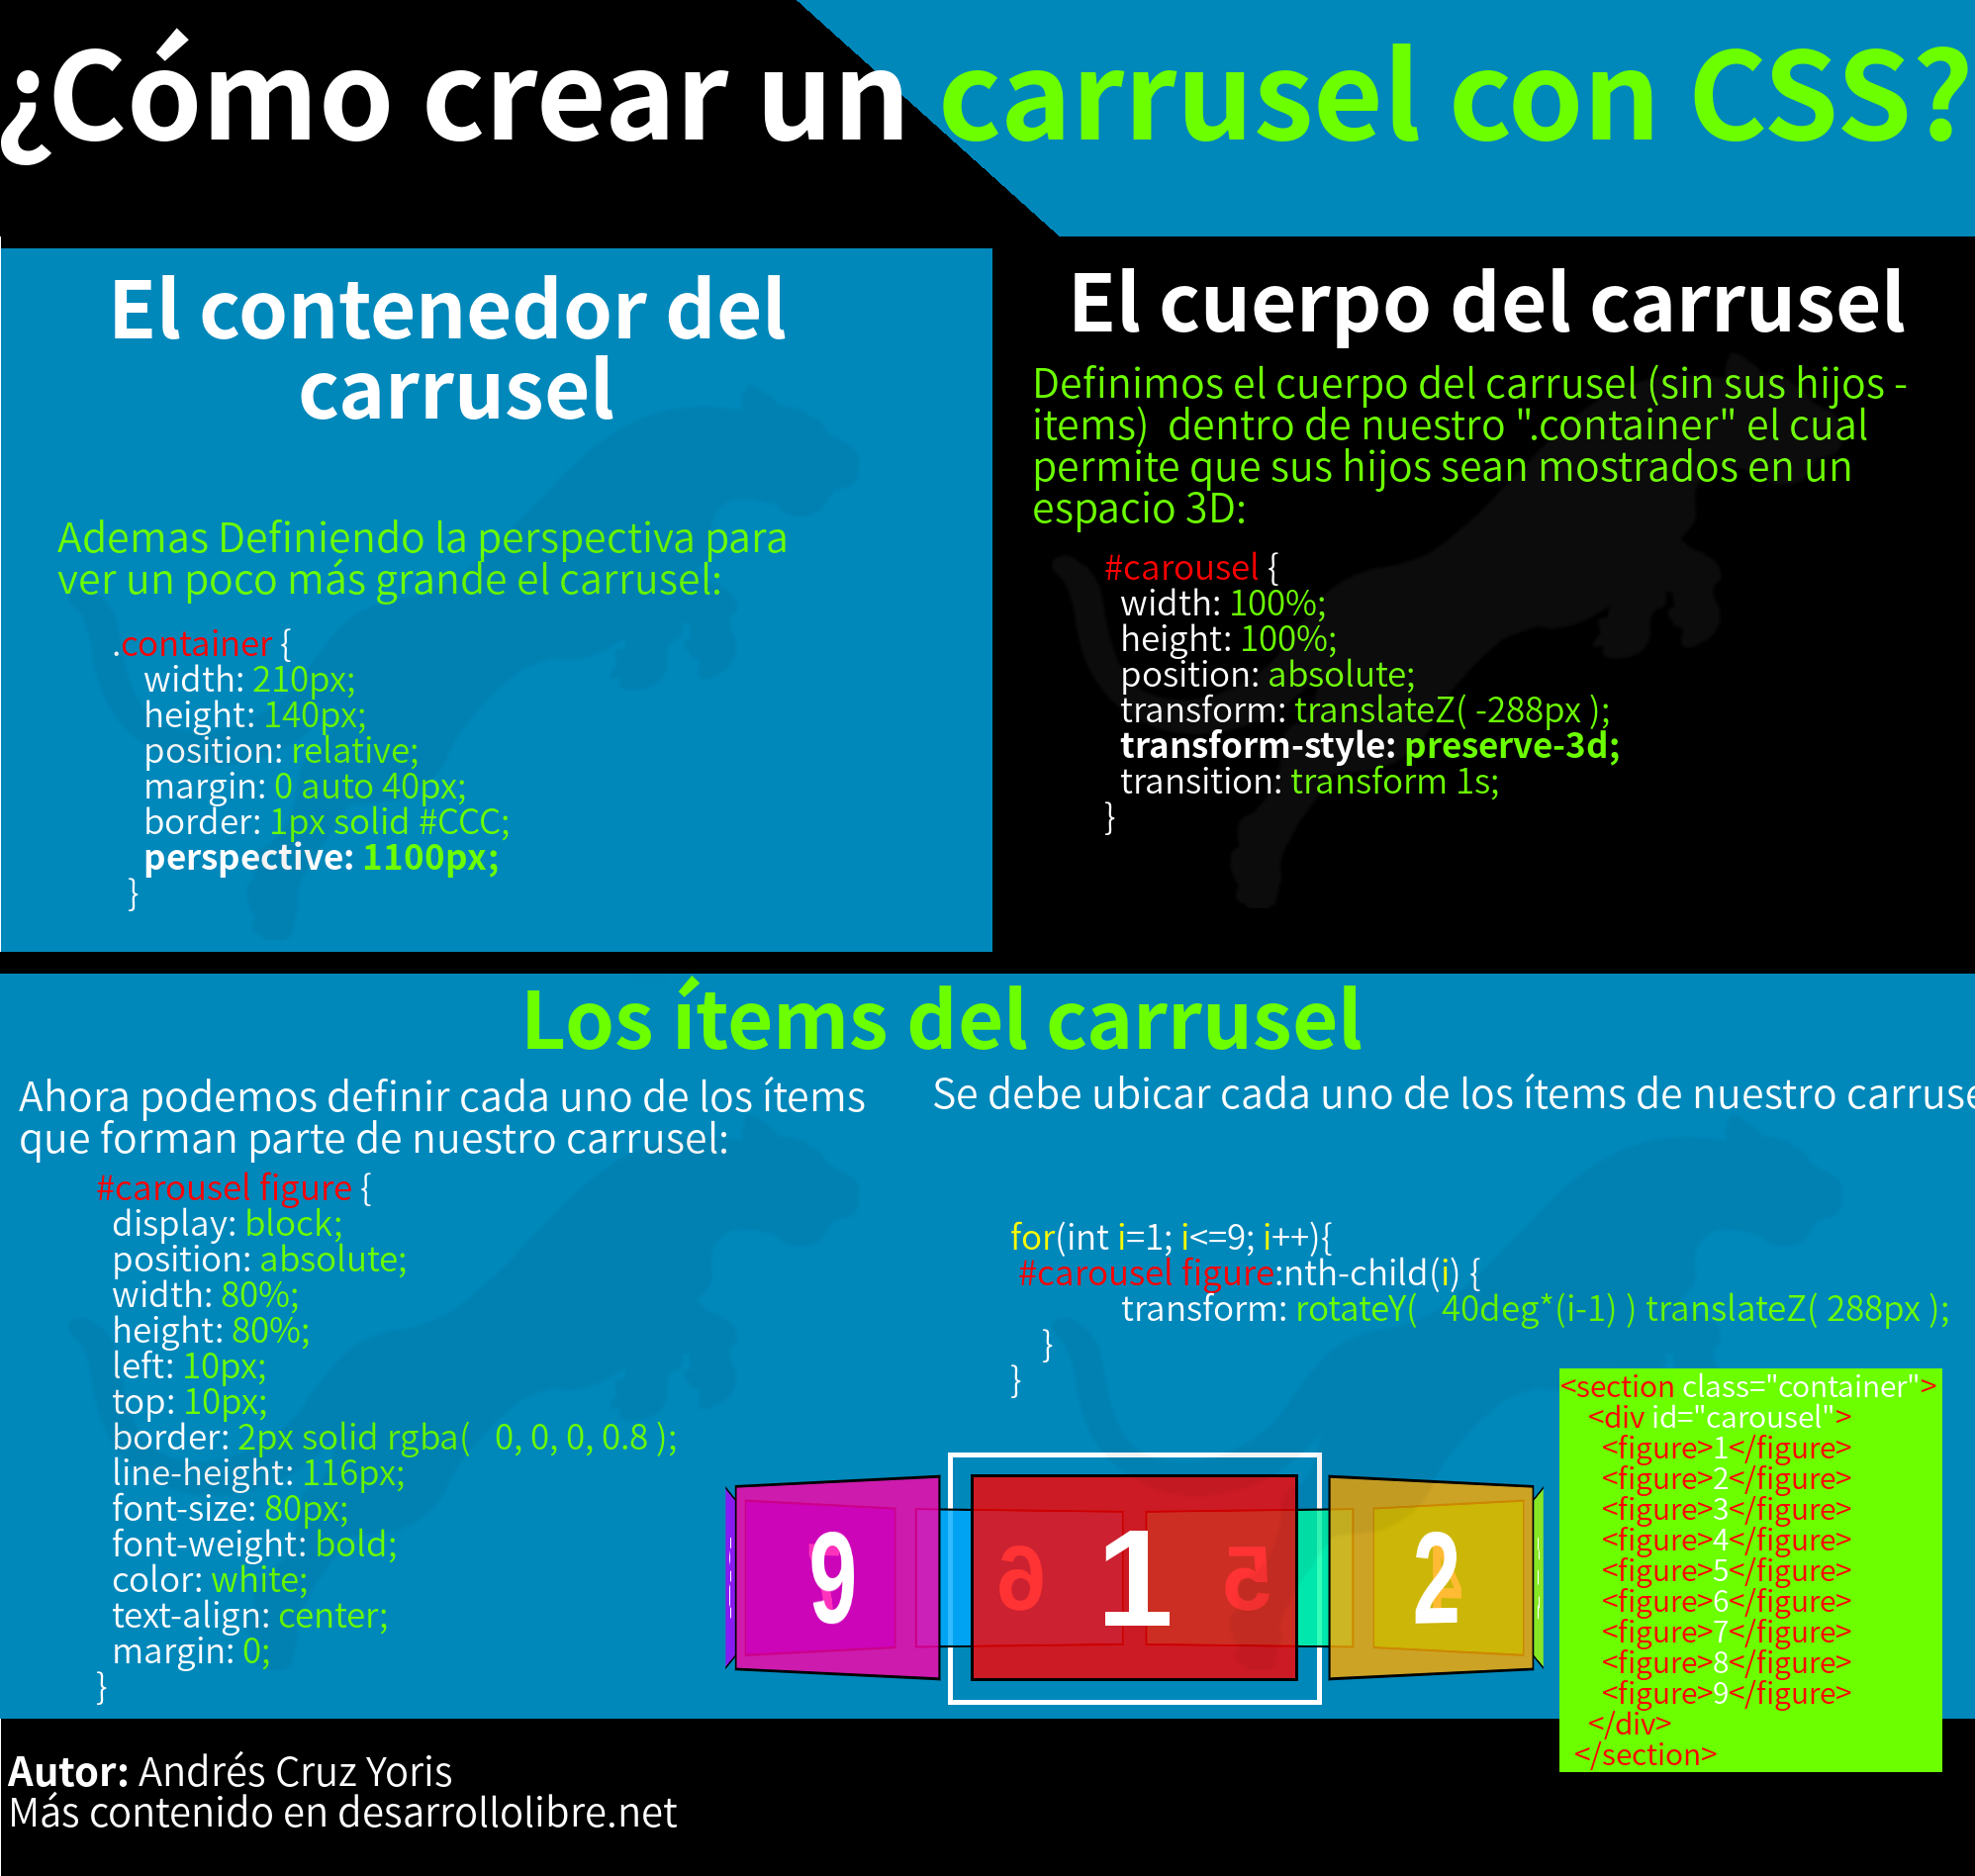 ¿Cómo crear un carrusel con CSS?
El contenedor del
carrusel
Ademas Definiendo la perspectiva para
ver un poco más grande el carrusel:
.container {
width: 210px;
height: 140px;
position: relative;
margin: 0 auto 40px;
border: 1px solid #CCC;
perspective: 1100px;
}
El cuerpo del carrusel
Definimos el cuerpo del carrusel (sin sus hijos -
items)  dentro de nuestro ".container" el cual
permite que sus hijos sean mostrados en un
espacio 3D:
#carousel {
width: 100%;
height: 100%;
position: absolute;
transform: translateZ( -288px );
transform-style: preserve-3d;
transition: transform 1s;
}
Los ítems del carrusel
Ahora podemos definir cada uno de los ítems
que forman parte de nuestro carrusel:
#carousel figure {
display: block;
position: absolute;
width: 80%;
height: 80%;
left: 10px;
top: 10px;
border: 2px solid rgba(   0, 0, 0, 0.8 );
line-height: 116px;
font-size: 80px;
font-weight: bold;
color: white;
text-align: center;
margin: 0;
}
Se debe ubicar cada uno de los ítems de nuestro carruse
for(int i=1; i<=9; i++){
#carousel figure:nth-child(i) {
transform: rotateY(   40deg*(i-1) ) translateZ( 288px );
}
}
9 6 1 5 2
<section class="container">
<div id="carousel">
<figure>1</figure>
<figure>2</figure>
<figure>3</figure>
<figure>4</figure>
<figure>5</figure>
<figure>6</figure>
<figure>7</figure>
<figure>8</figure>
<figure>9</figure>
</div>
</section>
Autor: Andrés Cruz Yoris
Más contenido en desarrollolibre.net